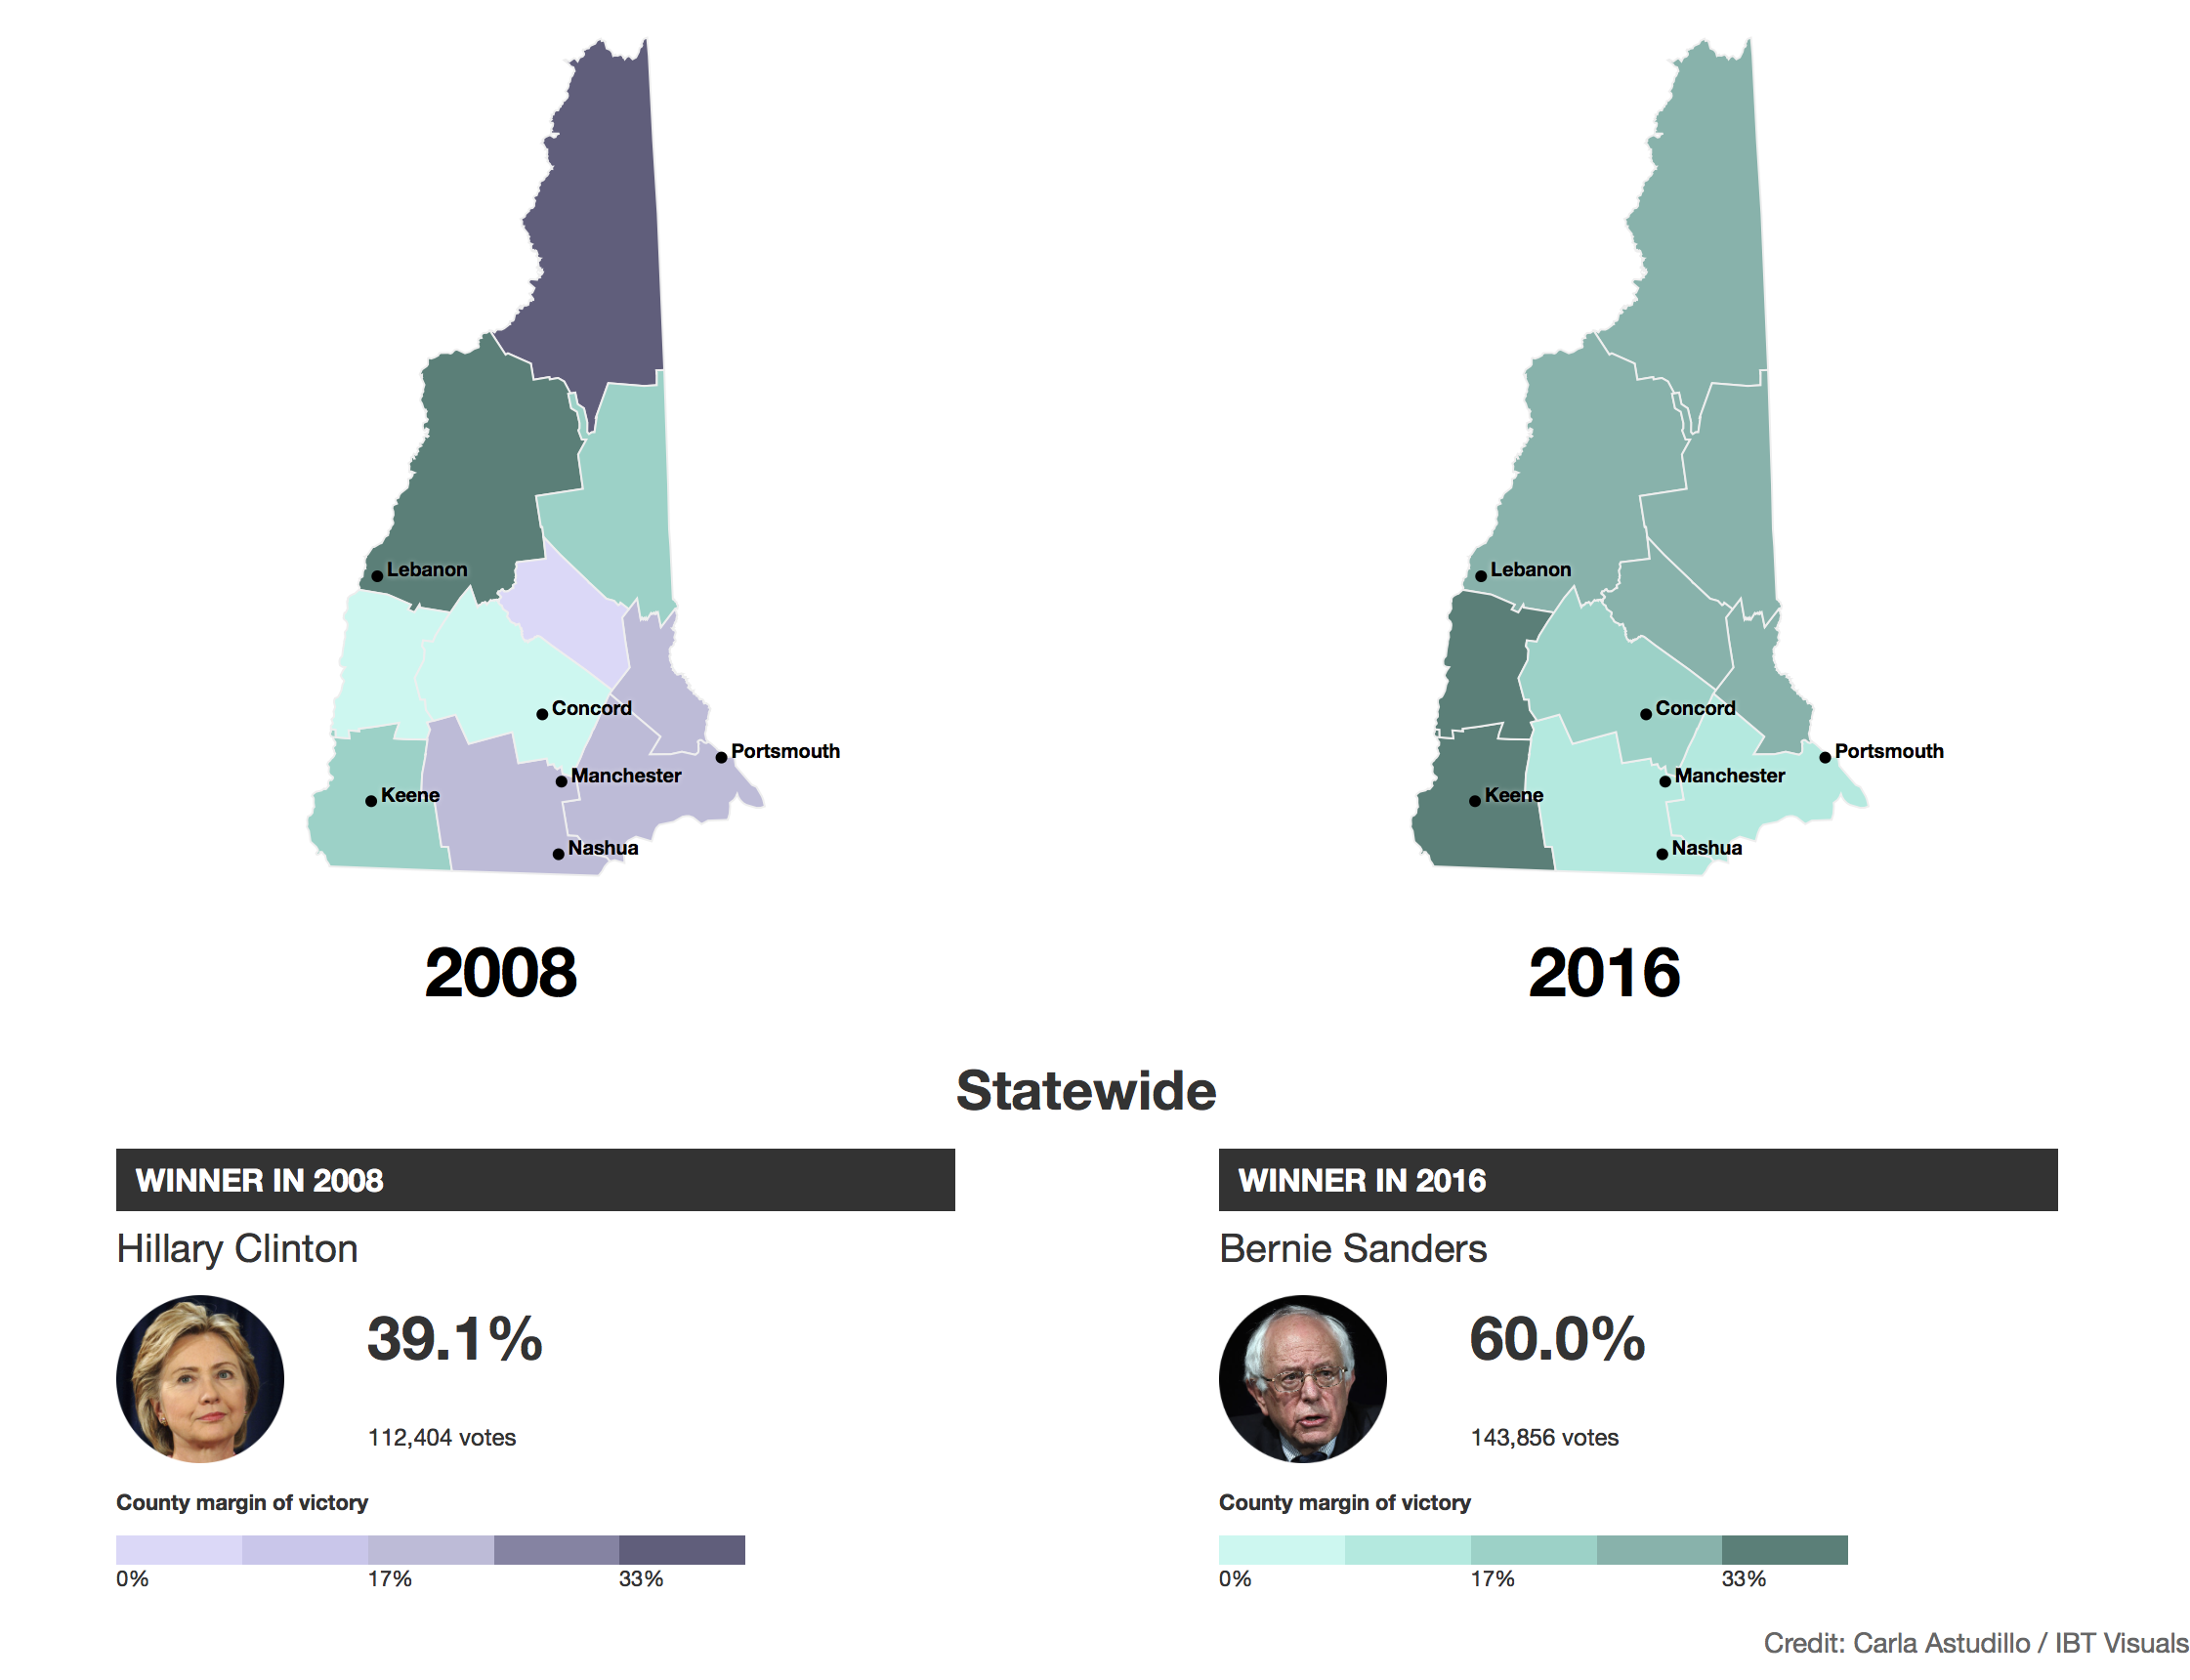 Lebanon
Concord
Portsmouth
Manchester
Keene
Nashua
2008
Lebanon
Concord
Portsmouth
Manchester
Keene
Nashua
2016
Statewide
WINNER IN 2008
Hillary Clinton
39.1%
112,404 votes
County margin of victory
0% 17% 33%
WINNER IN 2016
Bernie Sanders
60.0%
143,856 votes
County margin of victory
0% 17% 33%
Credit: Carla Astudillo / IBT Visuals